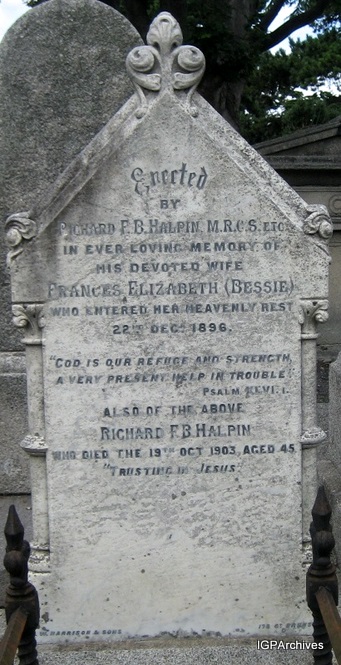 Erected
BY
RICHARD F.B. HALPIN, M.R.C.S. ETC
IN EVER LOVING MEMORY OF
HIS DEVOTED WIFE
FRANCES ELIZABETH (BESSIE)
WHO ENTERED HER HEAVENLY REST
22ND DEC. 1896.
"GOD IS OUR REFUGE AND STRENGTH,
A VERY PRESENT HELP IN TROUBLE."
PSALM XLVI. I.
ALSO OF THE ABOVE
RICHARD F.B. HALPIN
WHO DIED THE 19TH OCT 1903, AGED 45
"TRUSTING IN JESUS".
HARRISON & SONS
IGPArchives